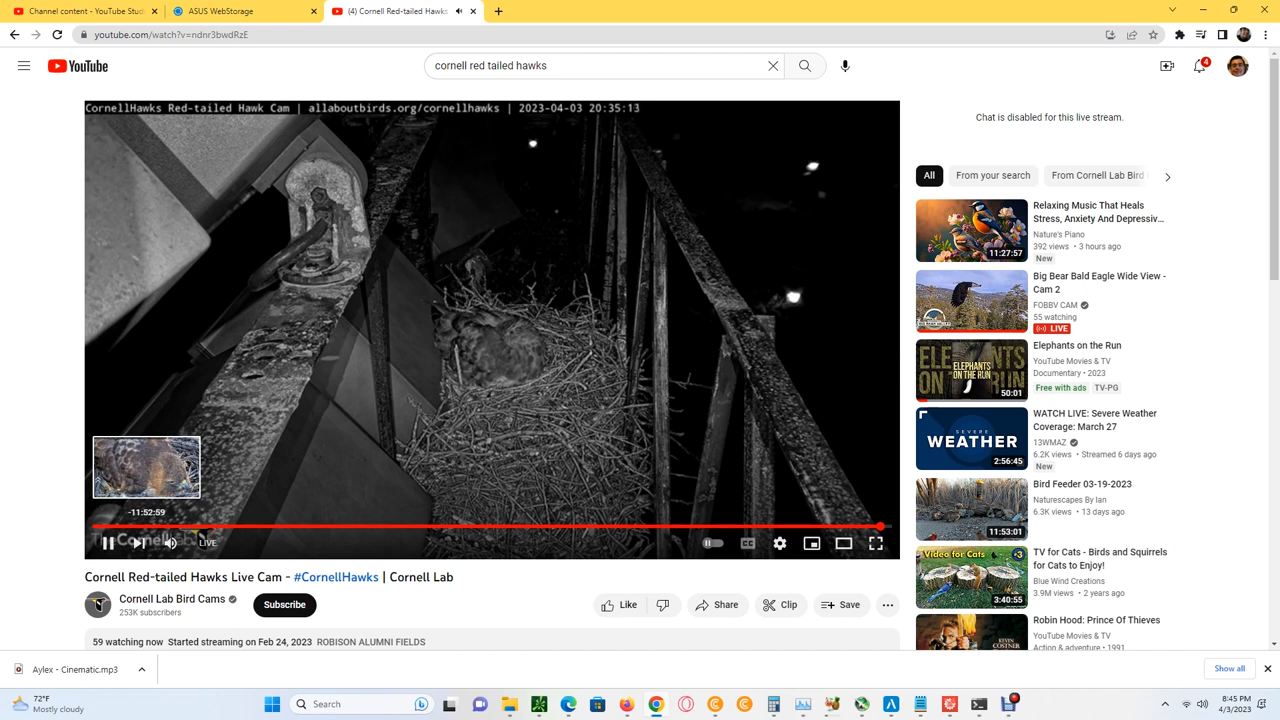 Channel content - YouTube Stud
ASUS WebStorage
(4) Cornell Red-tailed Hawks
youtube.com/watch?v=ndnr3bwdRzE
YouTube
cornell red tailed hawks
4
CornellHawks Red-tailed Hawk Cam | allaboutbirds.org/cornellhawks | 2023-04-03 20:35:13
-11:52:59
LIVE
CC
Cornell Red-tailed Hawks Live Cam - #CornellHawks | Cornell Lab
Cornell Lab Bird Cams
253K subscribers
Subscribe
Like
Share
Clip
Save
59 watching now Started streaming on Feb 24, 2023 ROBISON ALUMNI FIELDS
Chat is disabled for this live stream.
All
From your search
From Cornell Lab Bird
Relaxing Music That Heals
Stress, Anxiety And Depressiv...
Nature's Piano
392 views • 3 hours ago
New
11:27:57
Big Bear Bald Eagle Wide View -
Cam 2
FOBBV CAM
55 watching
LIVE
Elephants on the Run
YouTube Movies & TV
Documentary • 2023
Free with ads
TV-PG
ELEPHANTS
ON THE RUN
50:01
WATCH LIVE: Severe Weather
Coverage: March 27
13WMAZ
6.2K views • Streamed 6 days ago
New
SEVERE
WEATHER
2:56:45
Bird Feeder 03-19-2023
Naturescapes By Ian
6.3K views • 13 days ago
11:53:01
TV for Cats - Birds and Squirrels
for Cats to Enjoy!
Blue Wind Creations
3.9M views • 2 years ago
Video for Cats
3:40:55
Robin Hood: Prince Of Thieves
YouTube Movies & TV
Action & adventure • 1991
KEVIN
COSTNER
Aylex - Cinematic.mp3
Show all
72°F
Mostly cloudy
Search
8:45 PM
4/3/2023